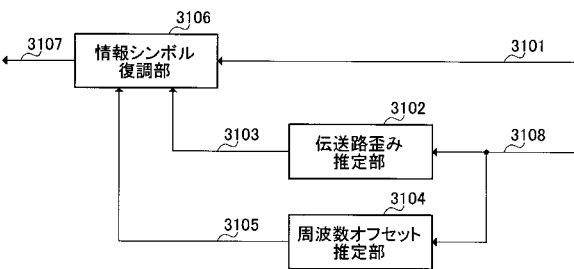 3106
3107
情報シンボル
復調部
3101
3102
3103
伝送路歪み
推定部
3108
3104
3105
周波数オフセット
推定部